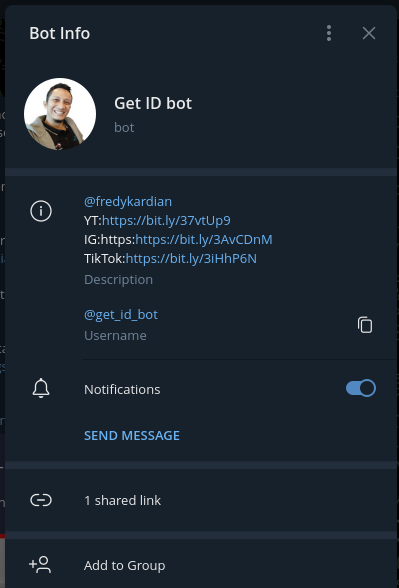 Bot Info
Get ID bot
bot
@fredykardian
YT:https://bit.ly/37vtUp9
IG:https:https://bit.ly/3AvCDnM
TikTok:https://bit.ly/3iHhP6N
Description
@get_id_bot
Username
Notifications
SEND MESSAGE
1 shared link
Add to Group